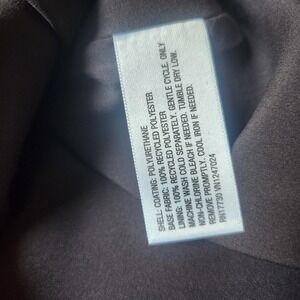 SHELL: COATING: POLYURETHANE
BASE FABRIC: 100% RECYCLED POLYESTER
LINING: 100% RECYCLED POLYESTER
MACHINE WASH COLD SEPARATELY, GENTLE CYCLE. ONLY
NON-CHLORINE BLEACH IF NEEDED. TUMBLE DRY LOW.
REMOVE PROMPTLY. COOL IRON IF NEEDED.
RN17730 VN1247024